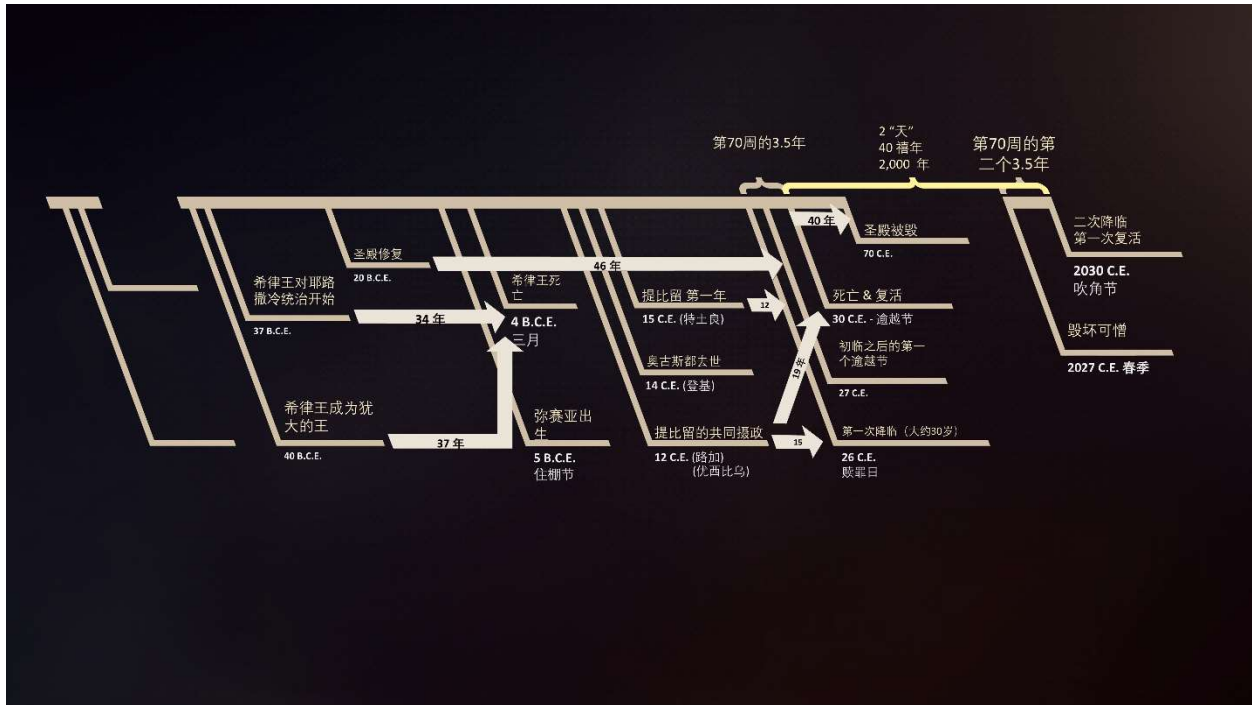 第70周的3.5年
2 “天”
40 禧年
2,000 年
第70周的第
二个3.5年
圣殿修复
20 B.C.E.
希律王对耶路
撒冷统治开始
37 B.C.E.
34 年
希律王成为犹
大的王
40 B.C.E.
37 年
46 年
希律王死
亡
4 B.C.E.
三月
弥赛亚出
生
5 B.C.E.
住棚节
提比留 第一年
15 C.E. (特土良)
12
奥古斯都去世
14 C.E. (登基)
提比留的共同摄政
12 C.E. (路加)
(优西比乌)
15
19 年
40 年
圣殿被毁
70 C.E.
死亡 & 复活
30 C.E. - 逾越节
初临之后的第一
个逾越节
27 C.E.
第一次降临（大约30岁）
26 C.E.
赎罪日
二次降临
第一次复活
2030 C.E.
吹角节
毁坏可憎
2027 C.E. 春季